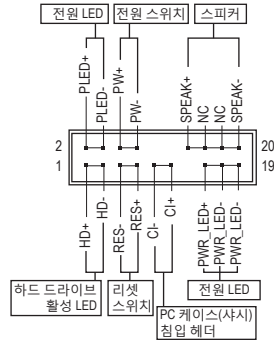 전원 LED
전원 스위치
스피커
PLED+
PLED-
PW+
PW-
SPEAK+
NC
NC
SPEAK-
2
20
1
19
HD+
HD-
RES-
RES+
CI-
CI+
PWR_LED+
PWR_LED-
PWR_LED-
하드 드라이브
활성 LED
리셋
스위치
PC 케이스(샤시)
침입 헤더
전원 LED